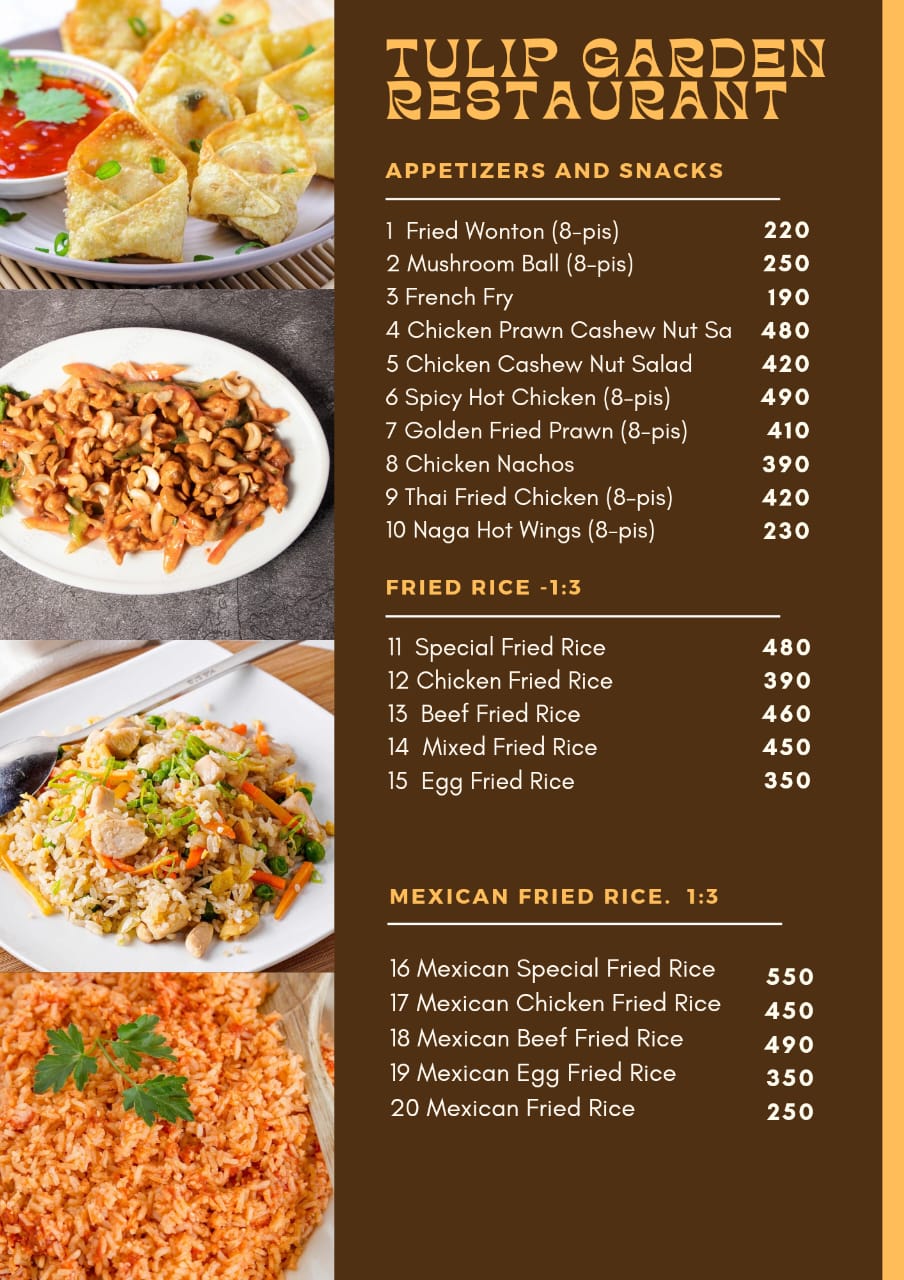 TULIP GARDEN
RESTAURANT
APPETIZERS AND SNACKS
1 Fried Wonton (8-pis) 220
2 Mushroom Ball (8-pis) 250
3 French Fry 190
4 Chicken Prawn Cashew Nut Sa 480
5 Chicken Cashew Nut Salad 420
6 Spicy Hot Chicken (8-pis) 490
7 Golden Fried Prawn (8-pis) 410
8 Chicken Nachos 390
9 Thai Fried Chicken (8-pis) 420
10 Naga Hot Wings (8-pis) 230
FRIED RICE -1:3
11 Special Fried Rice 480
12 Chicken Fried Rice 390
13 Beef Fried Rice 460
14 Mixed Fried Rice 450
15 Egg Fried Rice 350
MEXICAN FRIED RICE. 1:3
16 Mexican Special Fried Rice 550
17 Mexican Chicken Fried Rice 450
18 Mexican Beef Fried Rice 490
19 Mexican Egg Fried Rice 350
20 Mexican Fried Rice 250